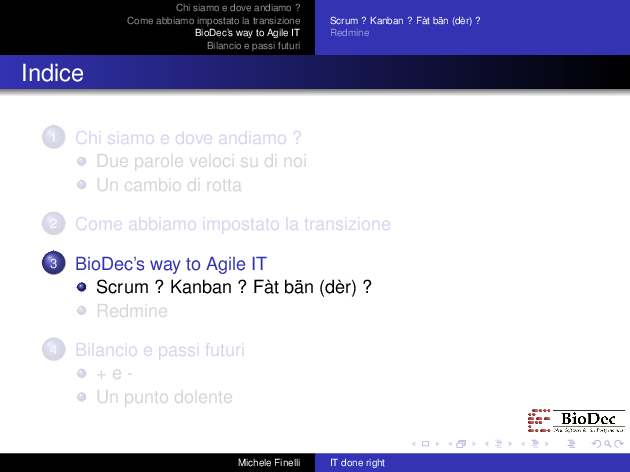 Chi siamo e dove andiamo ?
Come abbiamo impostato la transizione
BioDec's way to Agile IT
Bilancio e passi futuri
Scrum ? Kanban ? Fàt bān (dèr) ?
Redmine
Indice
1 Chi siamo e dove andiamo ?
Due parole veloci su di noi
Un cambio di rotta
2 Come abbiamo impostato la transizione
3 BioDec's way to Agile IT
Scrum ? Kanban ? Fàt bān (dèr) ?
Redmine
4 Bilancio e passi futuri
+ e -
Un punto dolente
BioDec
Michele Finelli
IT done right